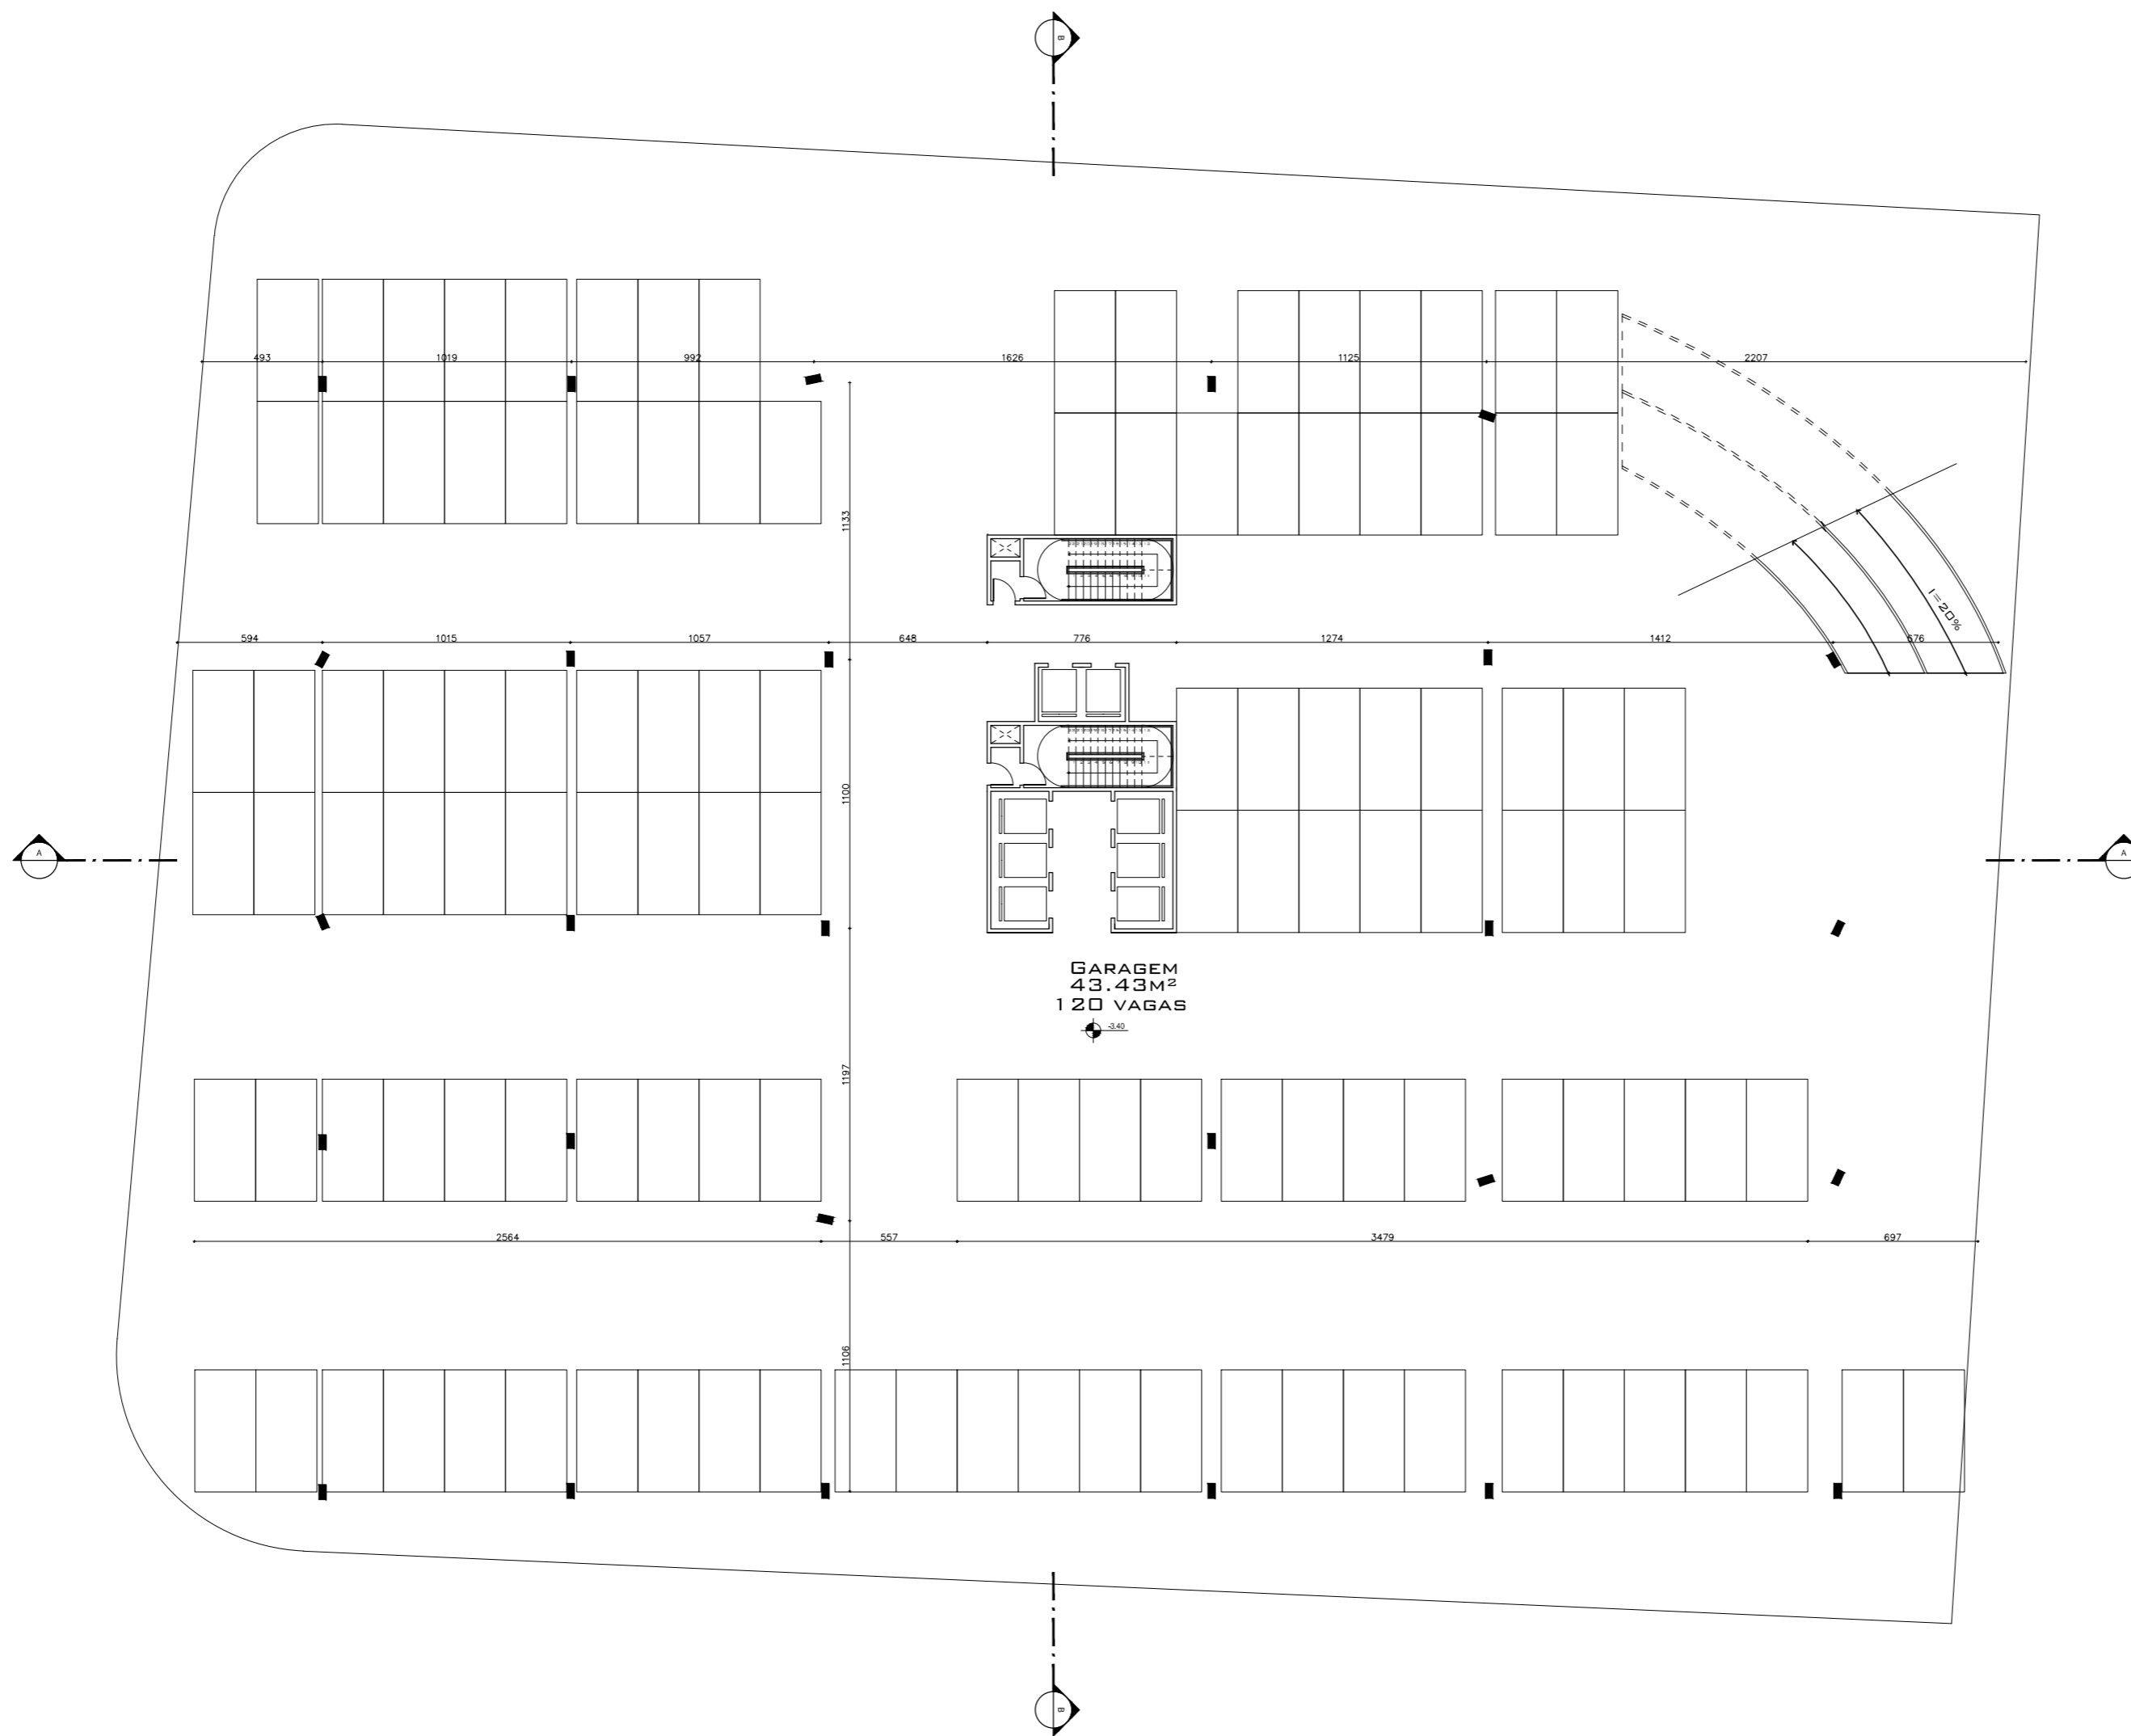 B
493 1019 992 1626 1125 2207
1133
I=20%
594 1015 1057 648 776 1274 1412 676
1100
A
A
GARAGEM
43.43M²
120 VAGAS
-3.40
1197
2564 557 3479 697
1106
B